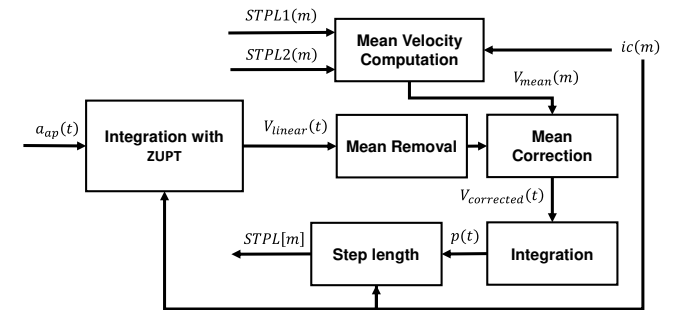 STPL1(m)
STPL2(m)
Mean Velocity
Computation
ic(m)
V_mean(m)
a_ap(t)
Integration with
ZUPT
V_linear(t)
Mean Removal
Mean
Correction
V_corrected(t)
STPL[m]
Step length
p(t)
Integration